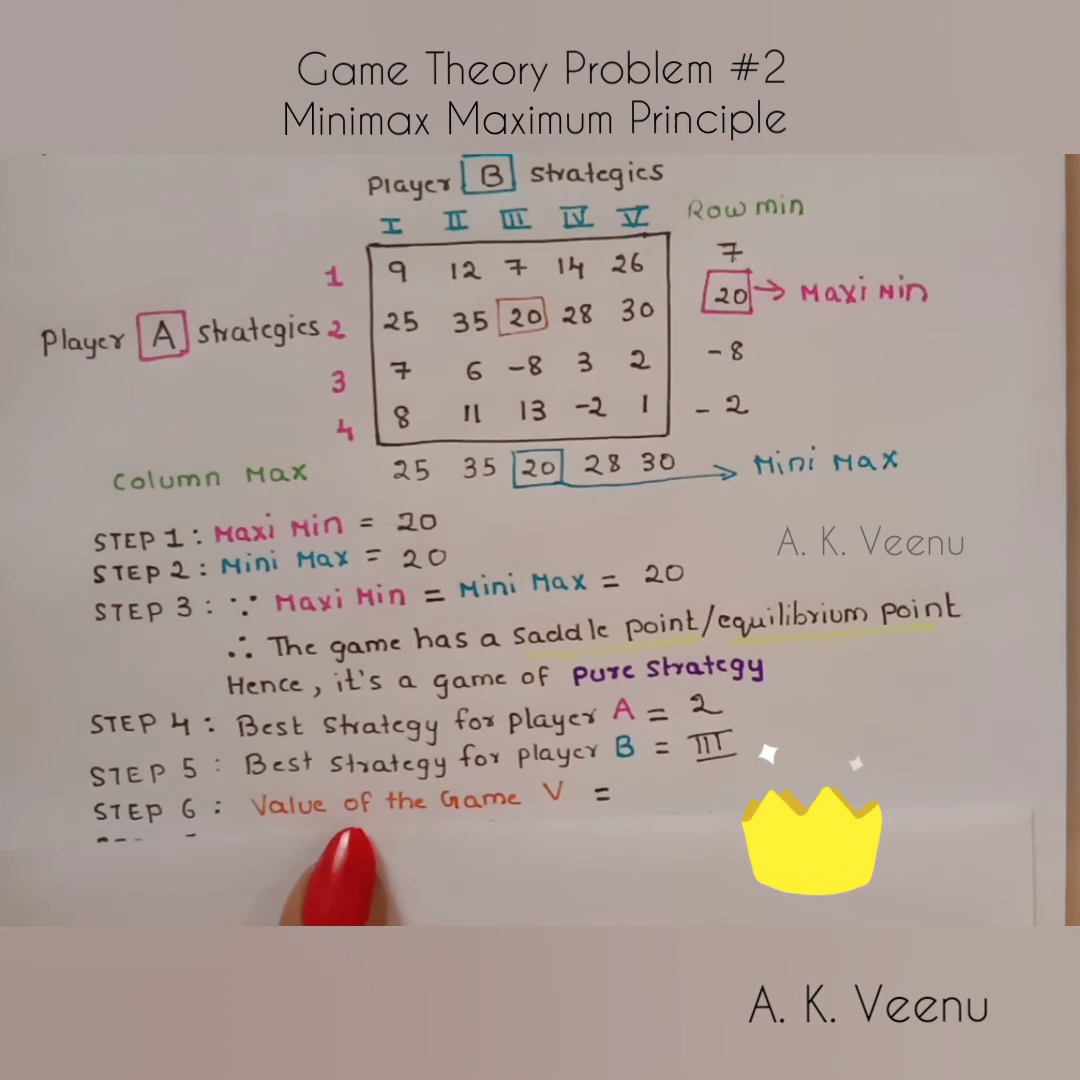 Game Theory Problem #2
Minimax Maximum Principle
Player B Strategies
I II III IV V Row min
1 9 12 7 14 26 7
Player A strategies 2 25 35 20 28 30 20 → Maxi Min
3 7 6 -8 3 2 -8
4 8 11 13 -2 1 -2
Column Max 25 35 20 28 30 → Mini Max
STEP 1 : Maxi Min = 20
STEP 2 : Mini Max = 20
STEP 3 : ∵ Maxi Min = Mini Max = 20
∴ The game has a saddle point/equilibrium point
Hence, it's a game of Pure strategy
STEP 4 : Best strategy for player A = 2
STEP 5 : Best strategy for player B = III
STEP 6 : Value of the Game V =
A. K. Veenu
A. K. Veenu